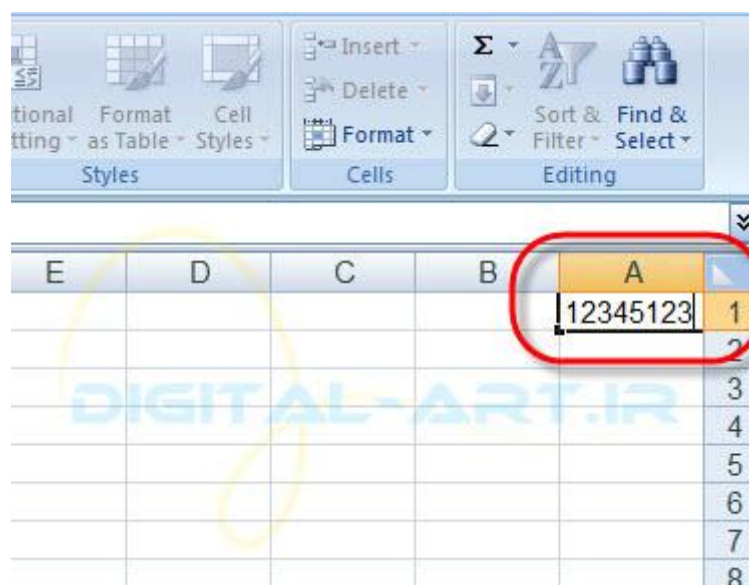 Insert
Σ
Delete
tional Format Cell
Sort & Find &
tting as Table Styles
Format
Filter Select
Styles Cells Editing
E D C B A
12345123 1
2
3
DIGITAL-ART.IR
4
5
6
7
8